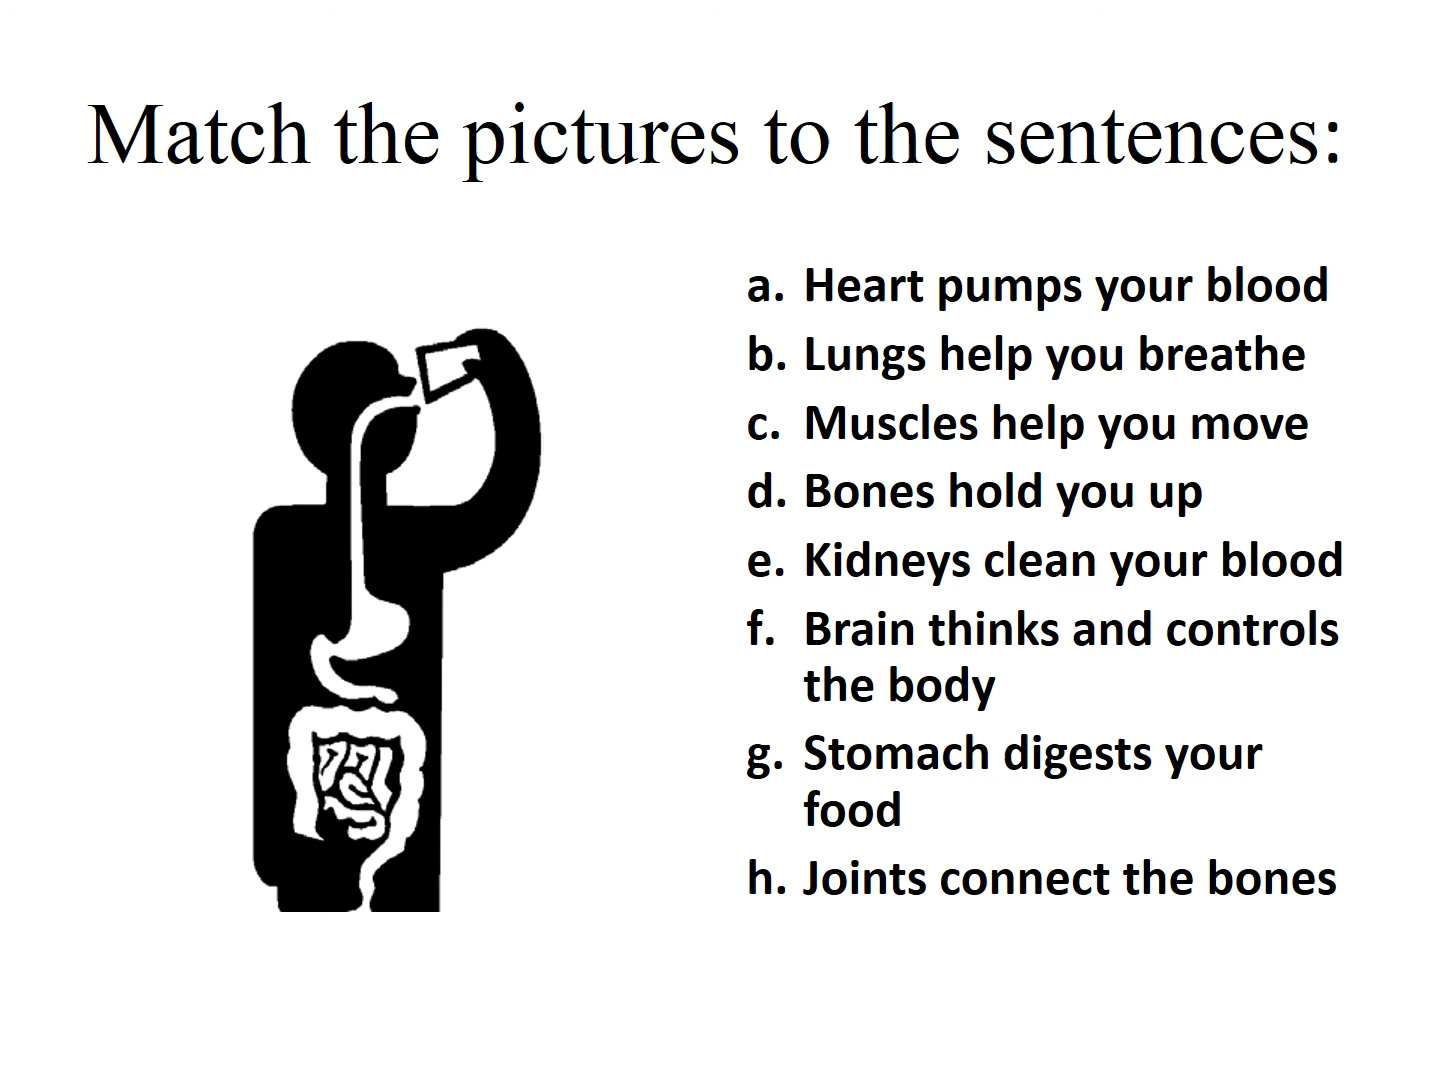 Match the pictures to the sentences:
a. Heart pumps your blood
b. Lungs help you breathe
c. Muscles help you move
d. Bones hold you up
e. Kidneys clean your blood
f. Brain thinks and controls
the body
g. Stomach digests your
food
h. Joints connect the bones